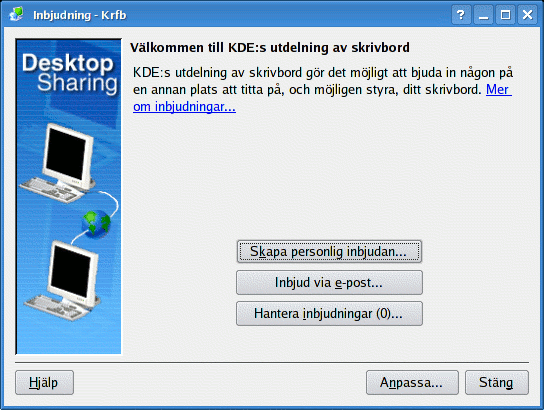 Inbjudning - Krfb
Desktop
Sharing
Välkommen till KDE:s utdelning av skrivbord
KDE:s utdelning av skrivbord gör det möjligt att bjuda in någon på
en annan plats att titta på, och möjligen styra, ditt skrivbord. Mer
om inbjudningar...
Skapa personlig inbjudan...
Inbjud via e-post...
Hantera inbjudningar (0)...
Hjälp
Anpassa...
Stäng